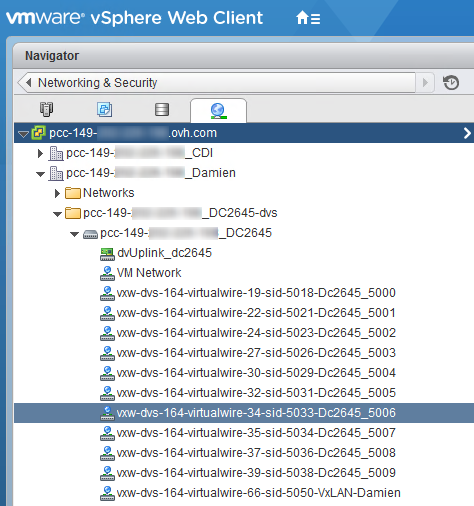 vmware® vSphere Web Client
Navigator
Networking & Security
pcc-149- .ovh.com
pcc-149- _CDI
pcc-149- _Damien
Networks
pcc-149- _DC2645-dvs
pcc-149- _DC2645
dvUplink_dc2645
VM Network
vxw-dvs-164-virtualwire-19-sid-5018-Dc2645_5000
vxw-dvs-164-virtualwire-22-sid-5021-Dc2645_5001
vxw-dvs-164-virtualwire-24-sid-5023-Dc2645_5002
vxw-dvs-164-virtualwire-27-sid-5026-Dc2645_5003
vxw-dvs-164-virtualwire-30-sid-5029-Dc2645_5004
vxw-dvs-164-virtualwire-32-sid-5031-Dc2645_5005
vxw-dvs-164-virtualwire-34-sid-5033-Dc2645_5006
vxw-dvs-164-virtualwire-35-sid-5034-Dc2645_5007
vxw-dvs-164-virtualwire-37-sid-5036-Dc2645_5008
vxw-dvs-164-virtualwire-39-sid-5038-Dc2645_5009
vxw-dvs-164-virtualwire-66-sid-5050-VxLAN-Damien